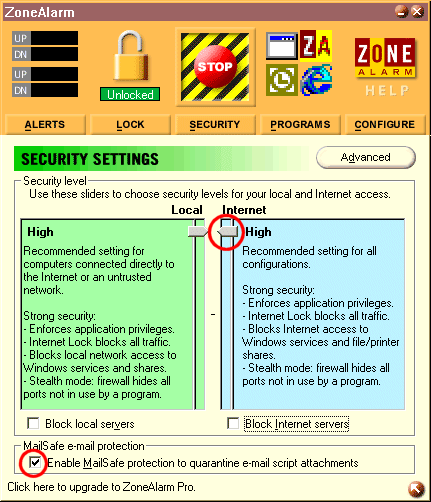 ZoneAlarm
UP
DN
UP
DN
Unlocked
STOP
ZA
ZONE
ALARM
HELP
ALERTS
LOCK
SECURITY
PROGRAMS
CONFIGURE
SECURITY SETTINGS
Advanced
Security level
Use these sliders to choose security levels for your local and Internet access.
Local
Internet
High
Recommended setting for
computers connected directly to
the Internet or an untrusted
network.
Strong security:
- Enforces application privileges.
- Internet Lock blocks all traffic.
- Blocks local network access to
Windows services and shares.
- Stealth mode: firewall hides all
ports not in use by a program.
-
High
Recommended setting for all
configurations.
Strong security:
- Enforces application privileges.
- Internet Lock blocks all traffic.
- Blocks Internet access to
Windows services and file/printer
shares.
- Stealth mode: firewall hides all
ports not in use by a program.
Block local servers
Block Internet servers
MailSafe e-mail protection
Enable MailSafe protection to quarantine e-mail script attachments
Click here to upgrade to ZoneAlarm Pro.